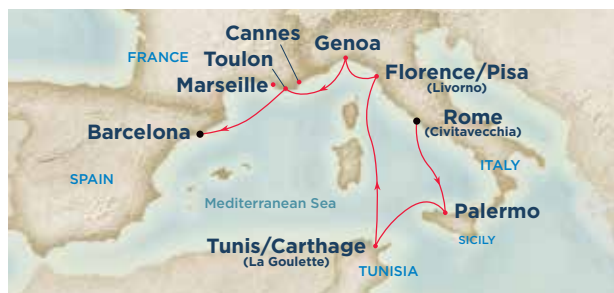 Cannes
Genoa
FRANCE
Toulon
Florence/Pisa
(Livorno)
Marseille
Rome
(Civitavecchia)
Barcelona
ITALY
SPAIN
Mediterranean Sea
Palermo
SICILY
Tunis/Carthage
(La Goulette)
TUNISIA